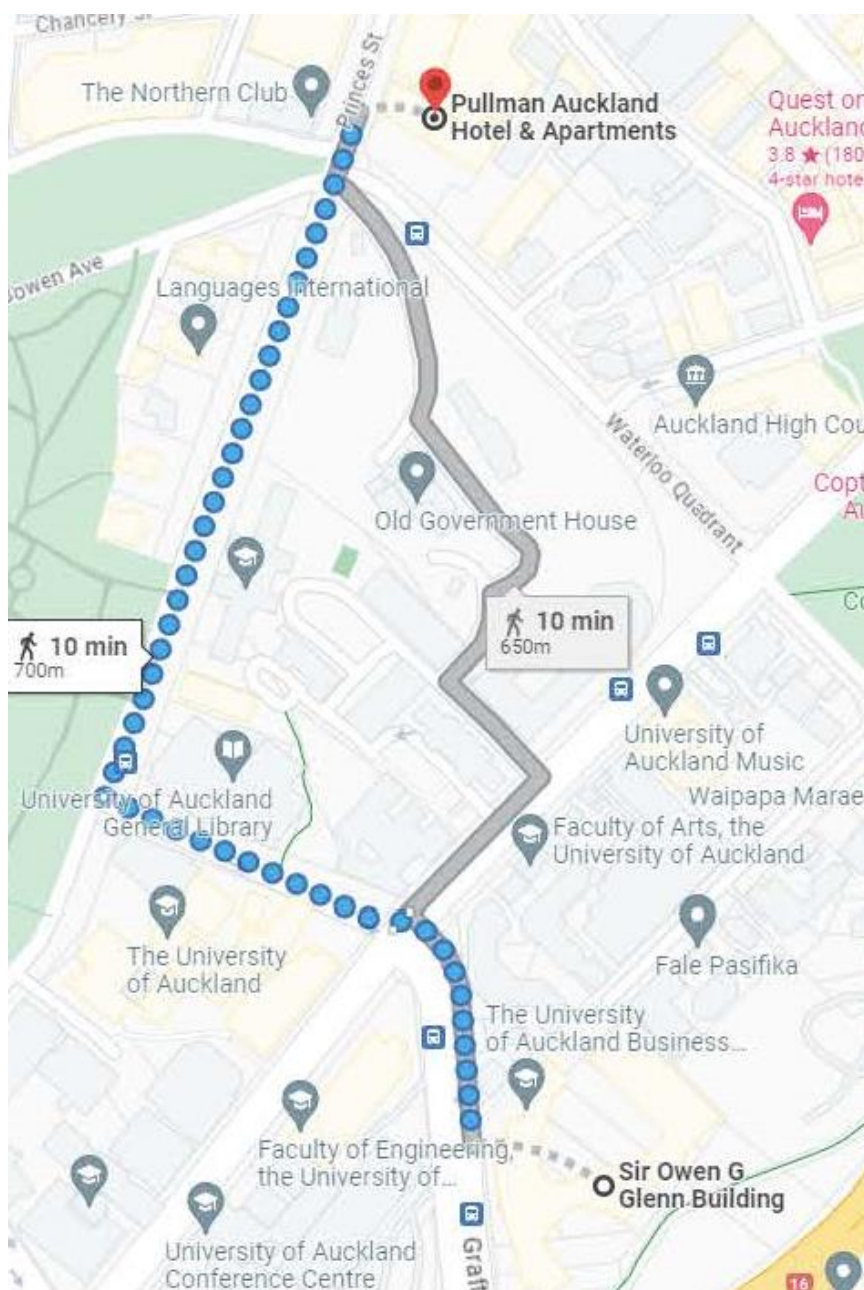 Chancery S
Princes St
The Northern Club
Pullman Auckland
Hotel & Apartments
Quest on
Auckland
3.8 ★ (180
4-star hote
Bowen Ave
Languages International
Auckland High Cou
Waterloo Quadrant
Copt
Au
Old Government House
Co
10 min
650m
10 min
700m
University of
Auckland Music
Waipapa Marae
University of Auckland
General Library
Faculty of Arts, the
University of Auckland
The University
of Auckland
Fale Pasifika
The University
of Auckland Business...
Faculty of Engineering,
the University of...
Sir Owen G
Glenn Building
University of Auckland
Conference Centre
Graft
16